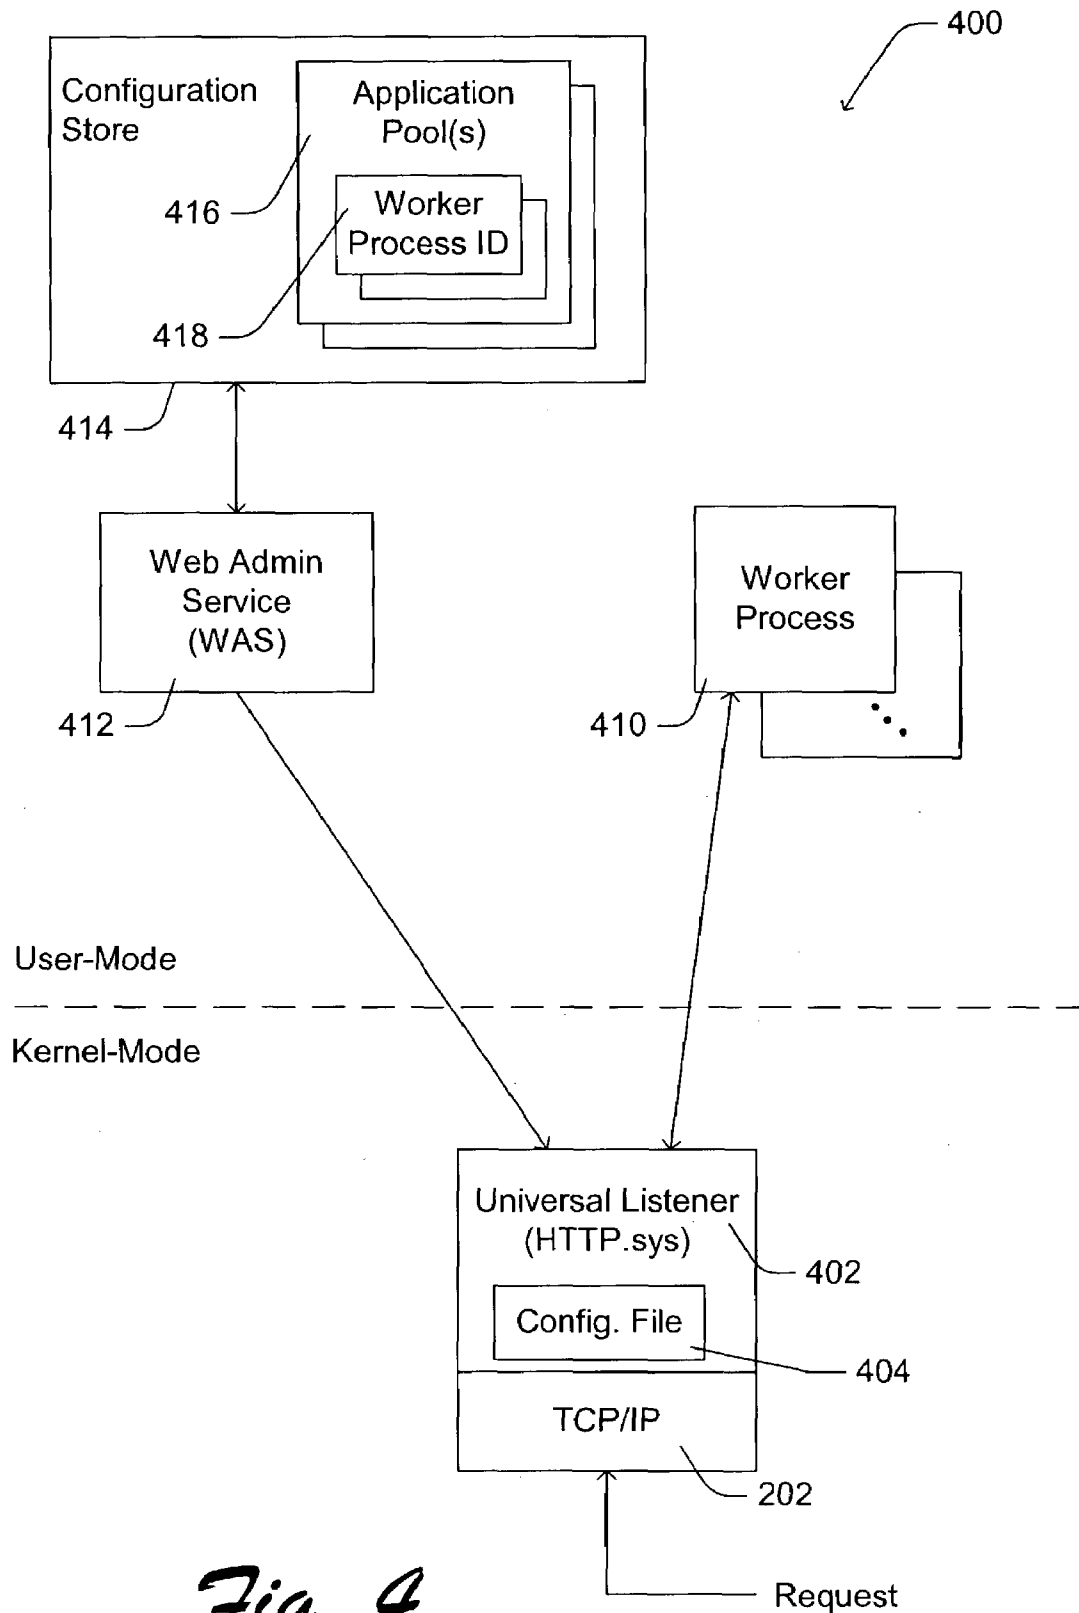 400
Configuration
Store
Application
Pool(s)
416
Worker
Process ID
418
414
Web Admin
Service
(WAS)
412
Worker
Process
410
User-Mode
Kernel-Mode
Universal Listener
(HTTP.sys)
402
Config. File
404
TCP/IP
202
Request
Fig. 4